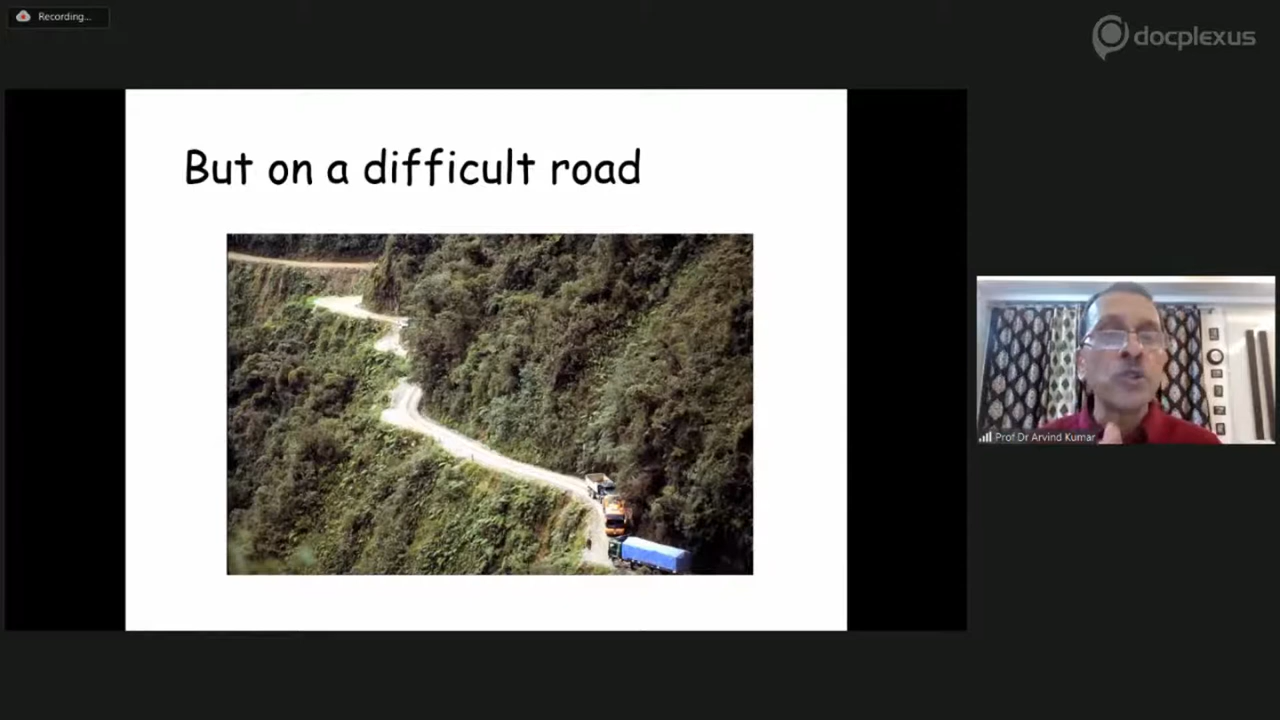 Recording...
docplexus
But on a difficult road
Prof Dr Arvind Kumar